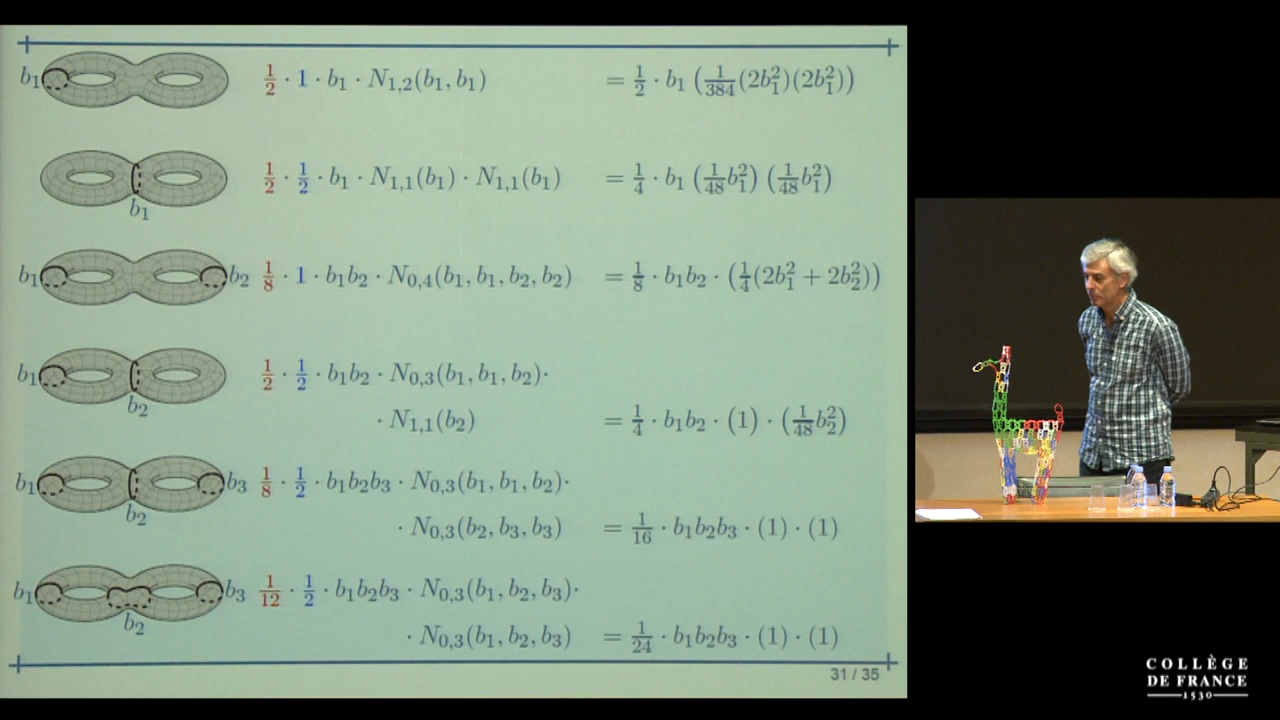 b₁ 1/2 · 1 · b₁ · N₁,₂(b₁, b₁) = 1/2 · b₁ (1/384 (2b₁²)(2b₁²))
1/2 · 1/2 · b₁ · N₁,₁(b₁) · N₁,₁(b₁) = 1/4 · b₁ (1/48 b₁²) (1/48 b₁²)
b₁
b₁ b₂ 1/8 · 1 · b₁b₂ · N₀,₄(b₁, b₁, b₂, b₂) = 1/8 · b₁b₂ · (1/4 (2b₁² + 2b₂²))
b₁ 1/2 · 1/2 · b₁b₂ · N₀,₃(b₁, b₁, b₂)·
b₂
· N₁,₁(b₂) = 1/4 · b₁b₂ · (1) · (1/48 b₂²)
b₁ b₃ 1/8 · 1/2 · b₁b₂b₃ · N₀,₃(b₁, b₁, b₂)·
b₂
· N₀,₃(b₂, b₃, b₃) = 1/16 · b₁b₂b₃ · (1) · (1)
b₁ b₃ 1/12 · 1/2 · b₁b₂b₃ · N₀,₃(b₁, b₂, b₃)·
b₂
· N₀,₃(b₁, b₂, b₃) = 1/24 · b₁b₂b₃ · (1) · (1)
31 / 35
COLLÈGE
DE FRANCE
1530